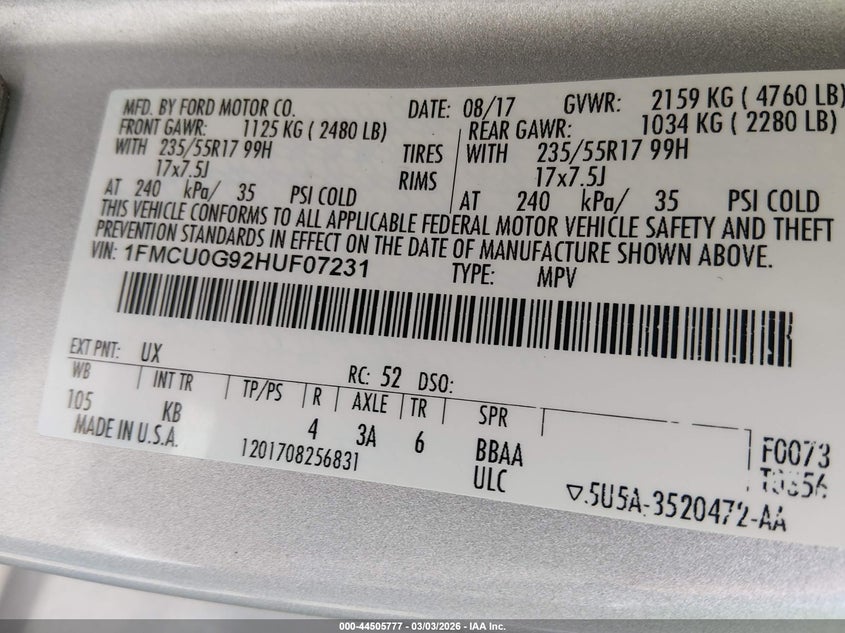 MFD. BY FORD MOTOR CO. DATE: 08/17 GVWR: 2159 KG ( 4760 LB)
FRONT GAWR: 1125 KG ( 2480 LB) REAR GAWR: 1034 KG ( 2280 LB)
WITH 235/55R17 99H TIRES WITH 235/55R17 99H
17x7.5J RIMS 17x7.5J
AT 240 kPa/ 35 PSI COLD AT 240 kPa/ 35 PSI COLD
THIS VEHICLE CONFORMS TO ALL APPLICABLE FEDERAL MOTOR VEHICLE SAFETY AND THEFT
PREVENTION STANDARDS IN EFFECT ON THE DATE OF MANUFACTURE SHOWN ABOVE.
VIN: 1FMCU0G92HUF07231 TYPE: MPV
EXT PNT: UX RC: 52 DSO:
WB INT TR TP/PS R AXLE TR SPR
105 KB 4 3A 6 BBAA F0073
MADE IN U.S.A. 1201708256831 ULC
▽5U5A-3520472-AA
000-44505777 - 03/03/2026 - IAA Inc.